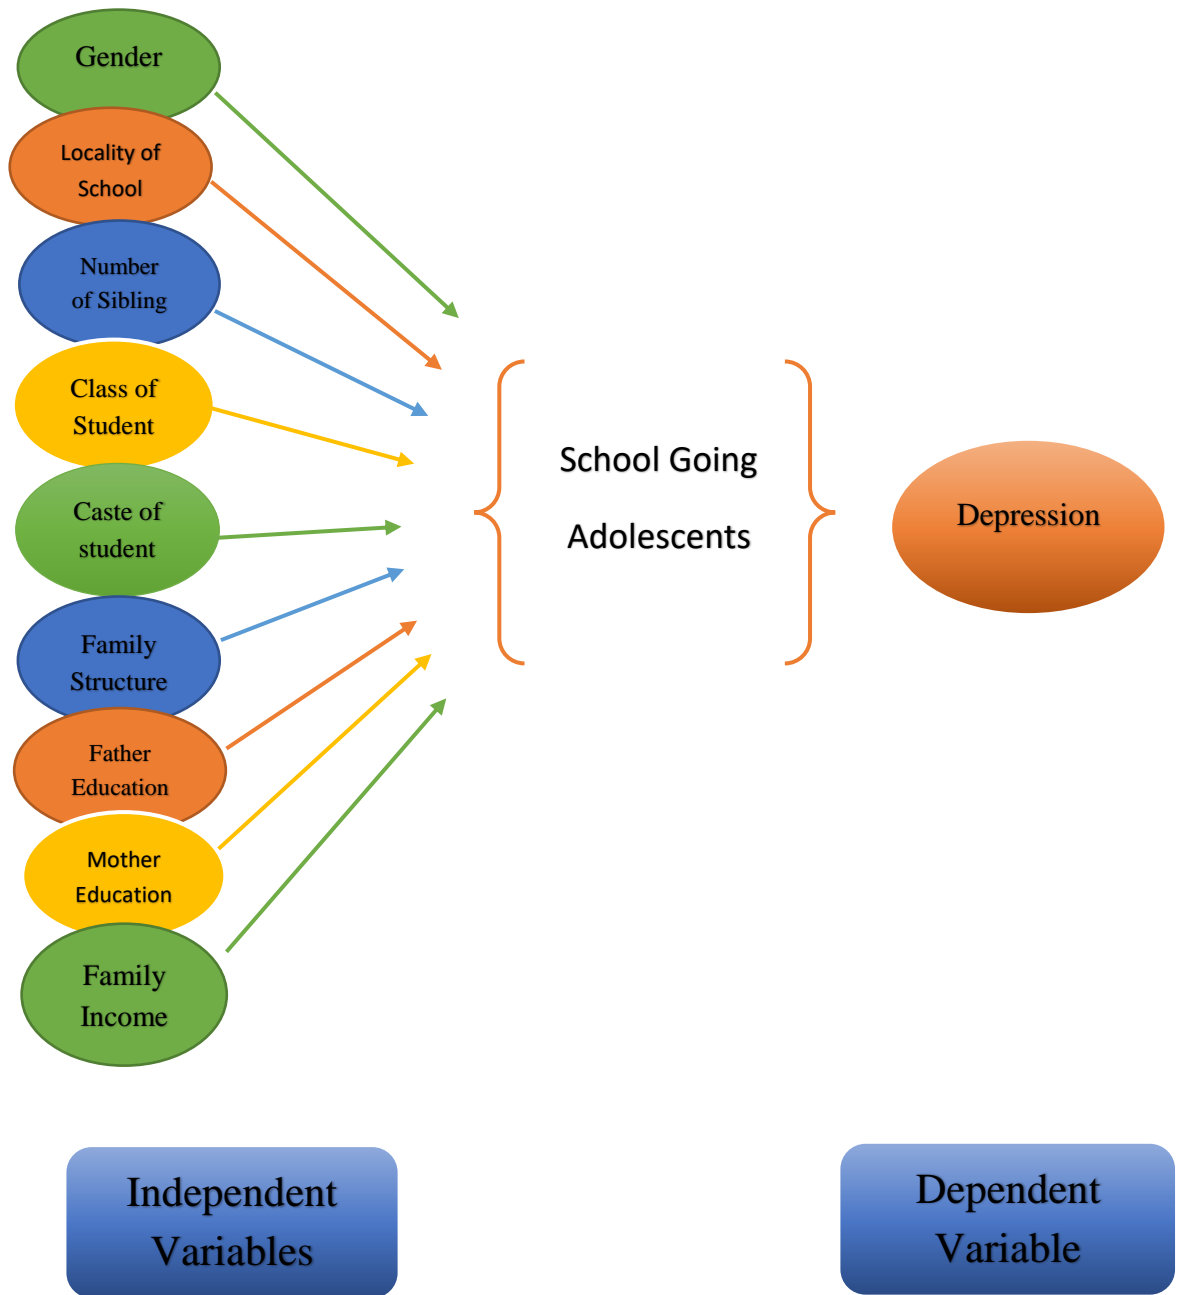 Gender
Locality of
School
Number
of Sibling
Class of
Student
Caste of
student
Family
Structure
Father
Education
Mother
Education
Family
Income
School Going
Adolescents
Depression
Independent
Variables
Dependent
Variable